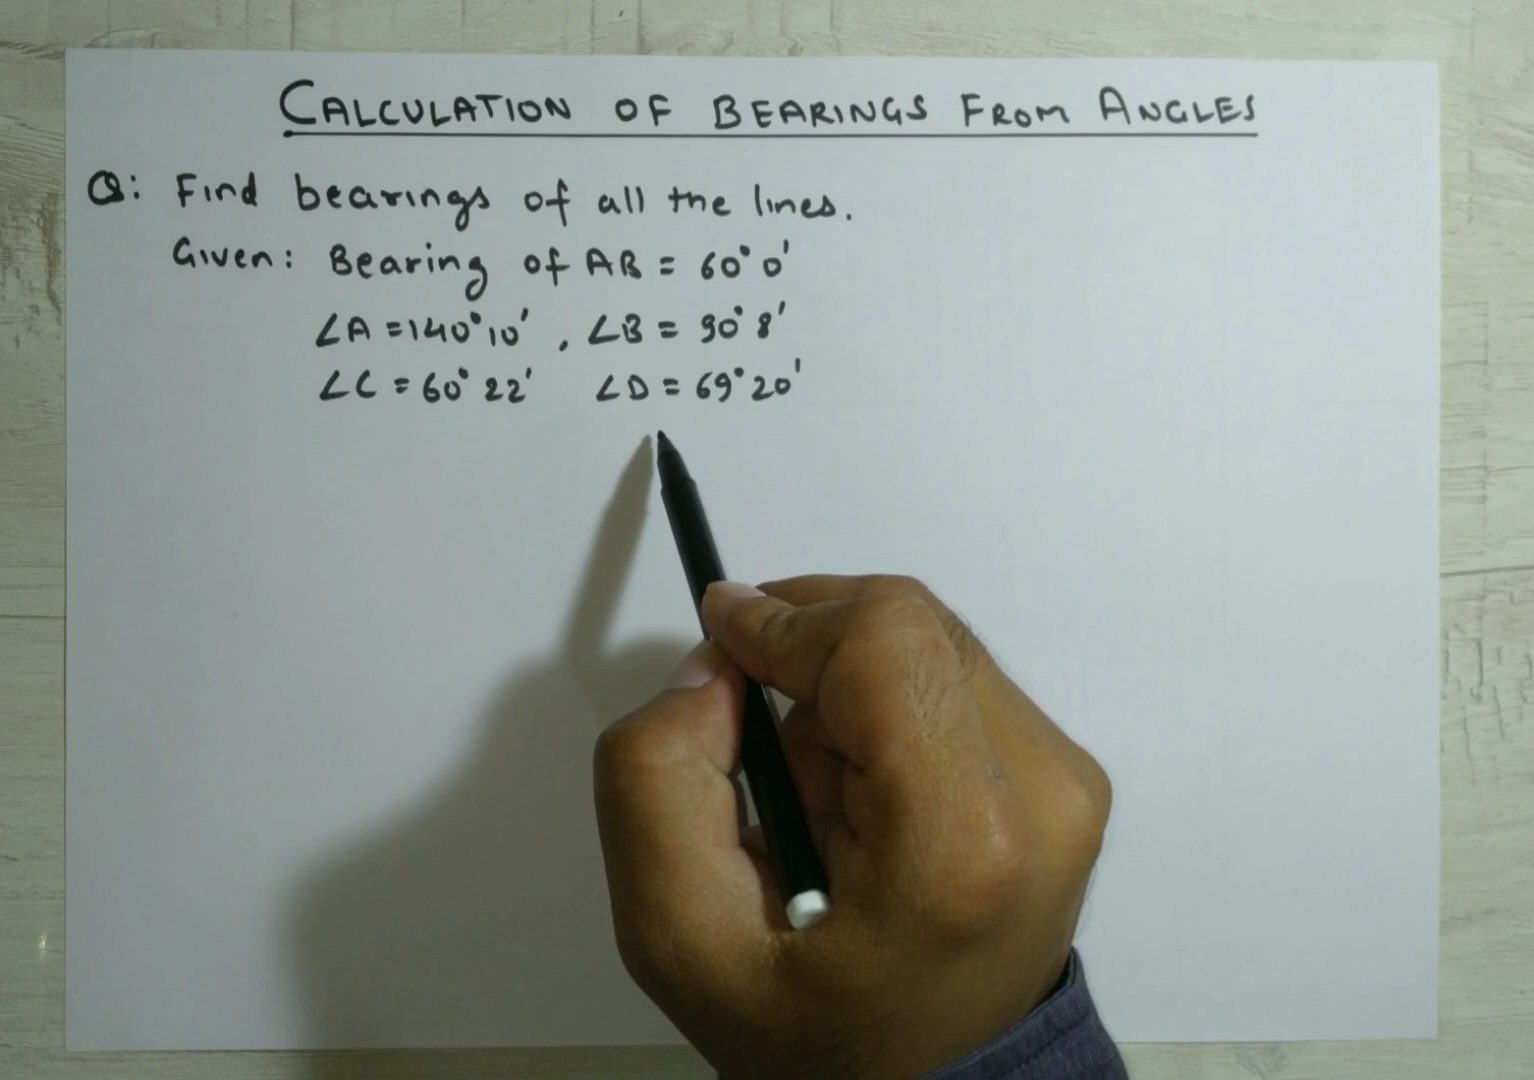 CALCULATION OF BEARINGS FROM ANGLES
Q: Find bearings of all the lines.
Given: Bearing of AB = 60° 0'
∠A = 140° 10', ∠B = 90° 8'
∠C = 60° 22' ∠D = 69° 20'